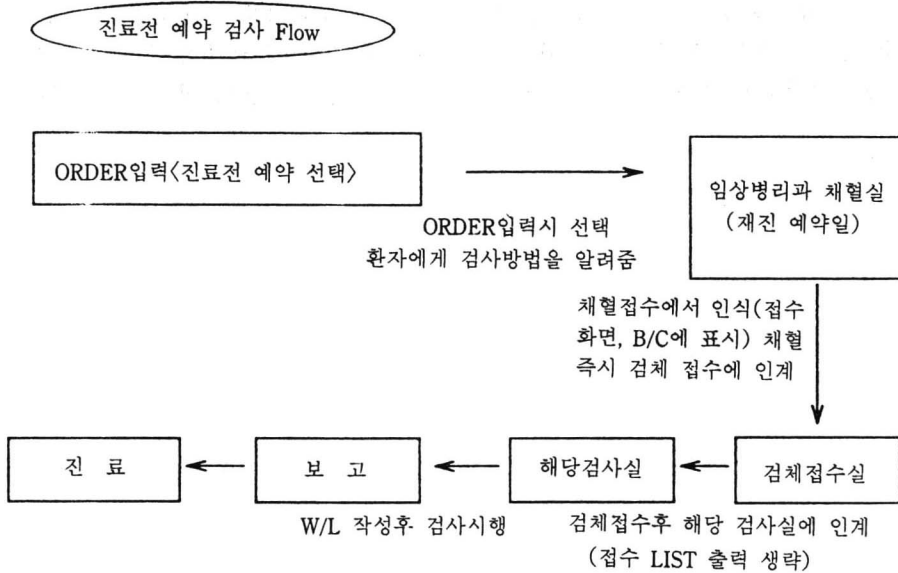 진료전 예약 검사 Flow
ORDER입력〈진료전 예약 선택〉
임상병리과 채혈실
(재진 예약일)
ORDER입력시 선택
환자에게 검사방법을 알려줌
채혈접수에서 인식(접수
화면, B/C에 표시) 채혈
즉시 검체 접수에 인계
진 료
보 고
해당검사실
검체접수실
W/L 작성후 검사시행
검체접수후 해당 검사실에 인계
(접수 LIST 출력 생략)